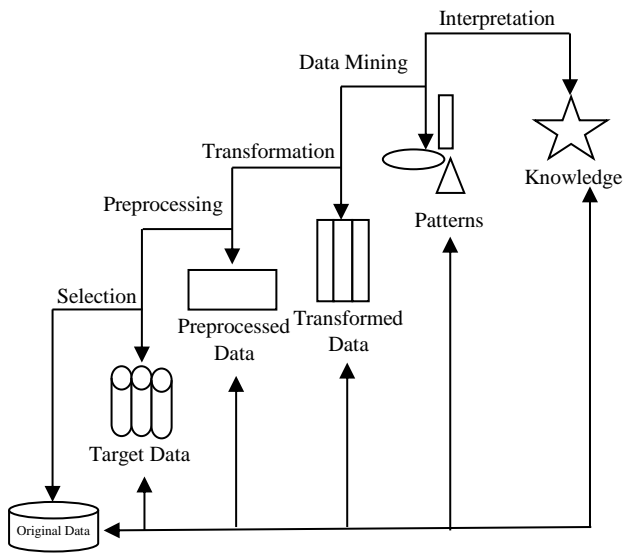 Interpretation
Data Mining
Transformation
Knowledge
Preprocessing
Patterns
Selection
Preprocessed
Data
Transformed
Data
Target Data
Original Data